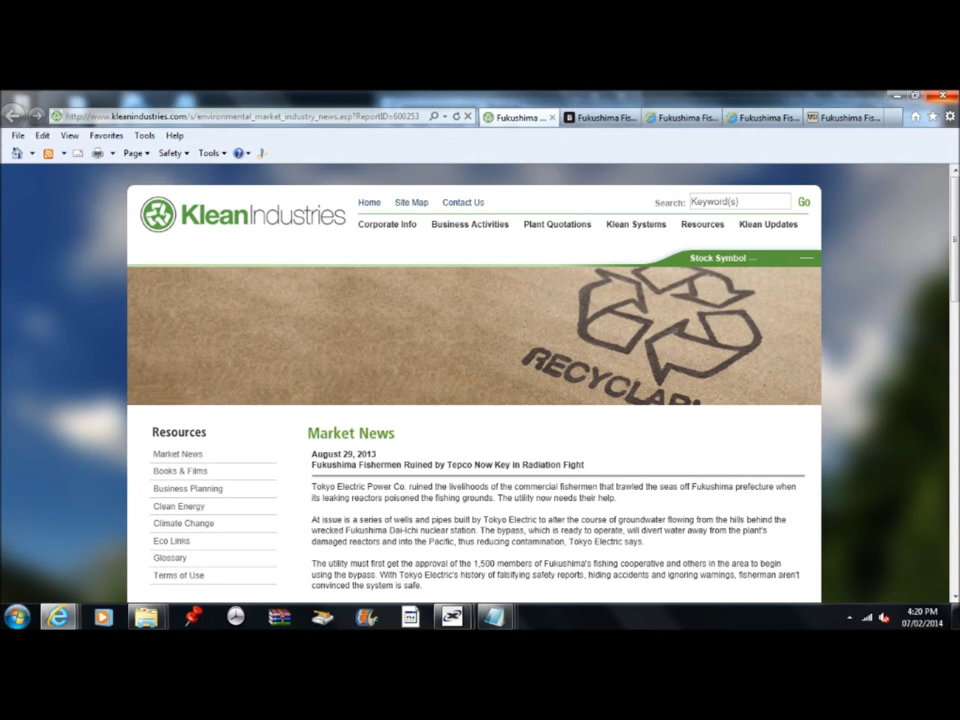 http://www.kleanindustries.com/s/environmental_market_industry_news.asp?ReportID=600253
Fukushima ...
Fukushima Fis...
Fukushima Fis...
Fukushima Fis...
Fukushima Fis...
File Edit View Favorites Tools Help
Page Safety Tools
KleanIndustries
Home Site Map Contact Us
Search: Keyword(s) Go
Corporate Info Business Activities Plant Quotations Klean Systems Resources Klean Updates
Stock Symbol —
RECYCLABL
Resources
Market News
Books & Films
Business Planning
Clean Energy
Climate Change
Eco Links
Glossary
Terms of Use
Market News
August 29, 2013
Fukushima Fishermen Ruined by Tepco Now Key in Radiation Fight
Tokyo Electric Power Co. ruined the livelihoods of the commercial fishermen that trawled the seas off Fukushima prefecture when
its leaking reactors poisoned the fishing grounds. The utility now needs their help.
At issue is a series of wells and pipes built by Tokyo Electric to alter the course of groundwater flowing from the hills behind the
wrecked Fukushima Dai-Ichi nuclear station. The bypass, which is ready to operate, will divert water away from the plant's
damaged reactors and into the Pacific, thus reducing contamination, Tokyo Electric says.
The utility must first get the approval of the 1,500 members of Fukushima's fishing cooperative and others in the area to begin
using the bypass. With Tokyo Electric's history of falsifying safety reports, hiding accidents and ignoring warnings, fisherman aren't
convinced the system is safe.
4:20 PM
07/02/2014